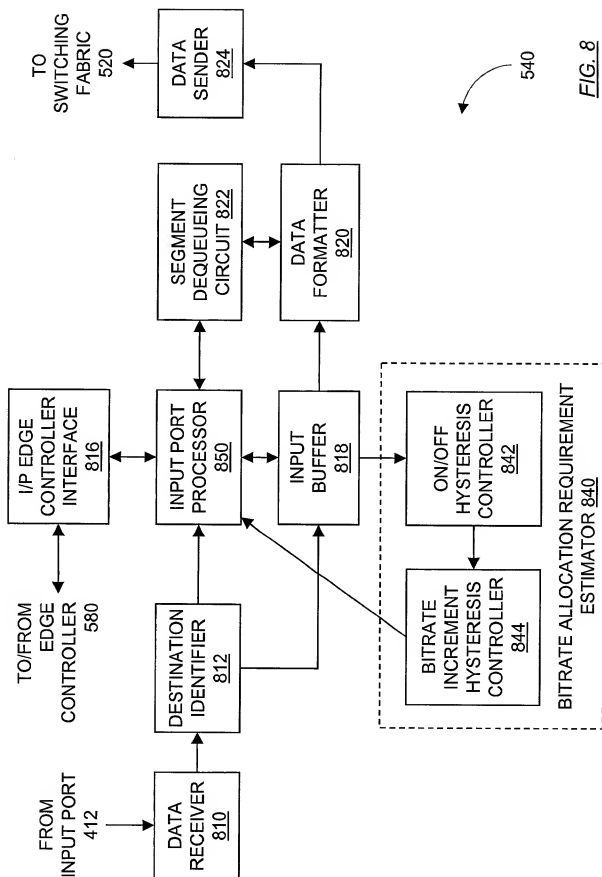 FROM
INPUT PORT
412
DATA
RECEIVER
810
DESTINATION
IDENTIFIER
812
TO/FROM
EDGE
CONTROLLER
580
I/P EDGE
CONTROLLER
INTERFACE
816
INPUT PORT
PROCESSOR
850
INPUT
BUFFER
818
SEGMENT
DEQUEUEING
CIRCUIT 822
DATA
FORMATTER
820
TO
SWITCHING
FABRIC
520
DATA
SENDER
824
BITRATE
INCREMENT
HYSTERESIS
CONTROLLER
844
ON/OFF
HYSTERESIS
CONTROLLER
842
BITRATE ALLOCATION REQUIREMENT
ESTIMATOR 840
540
FIG. 8